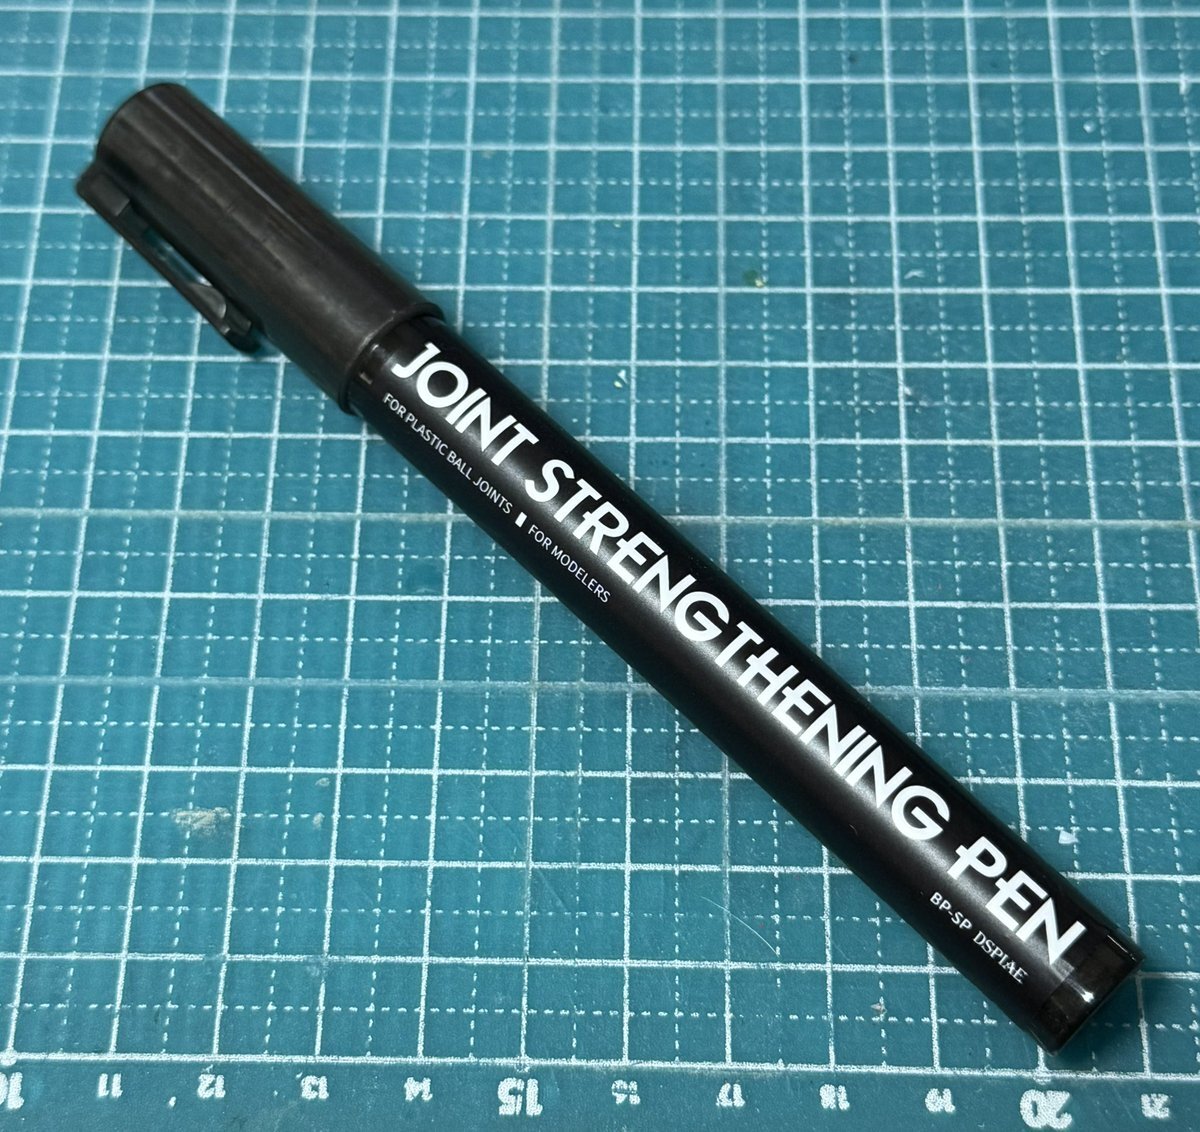 JOINT STRENGTHENING PEN
FOR PLASTIC BALL JOINTS ▮ FOR MODELERS
BP-SP DSPIAE
10 11 12 13 14 15 16 17 18 19 20 21